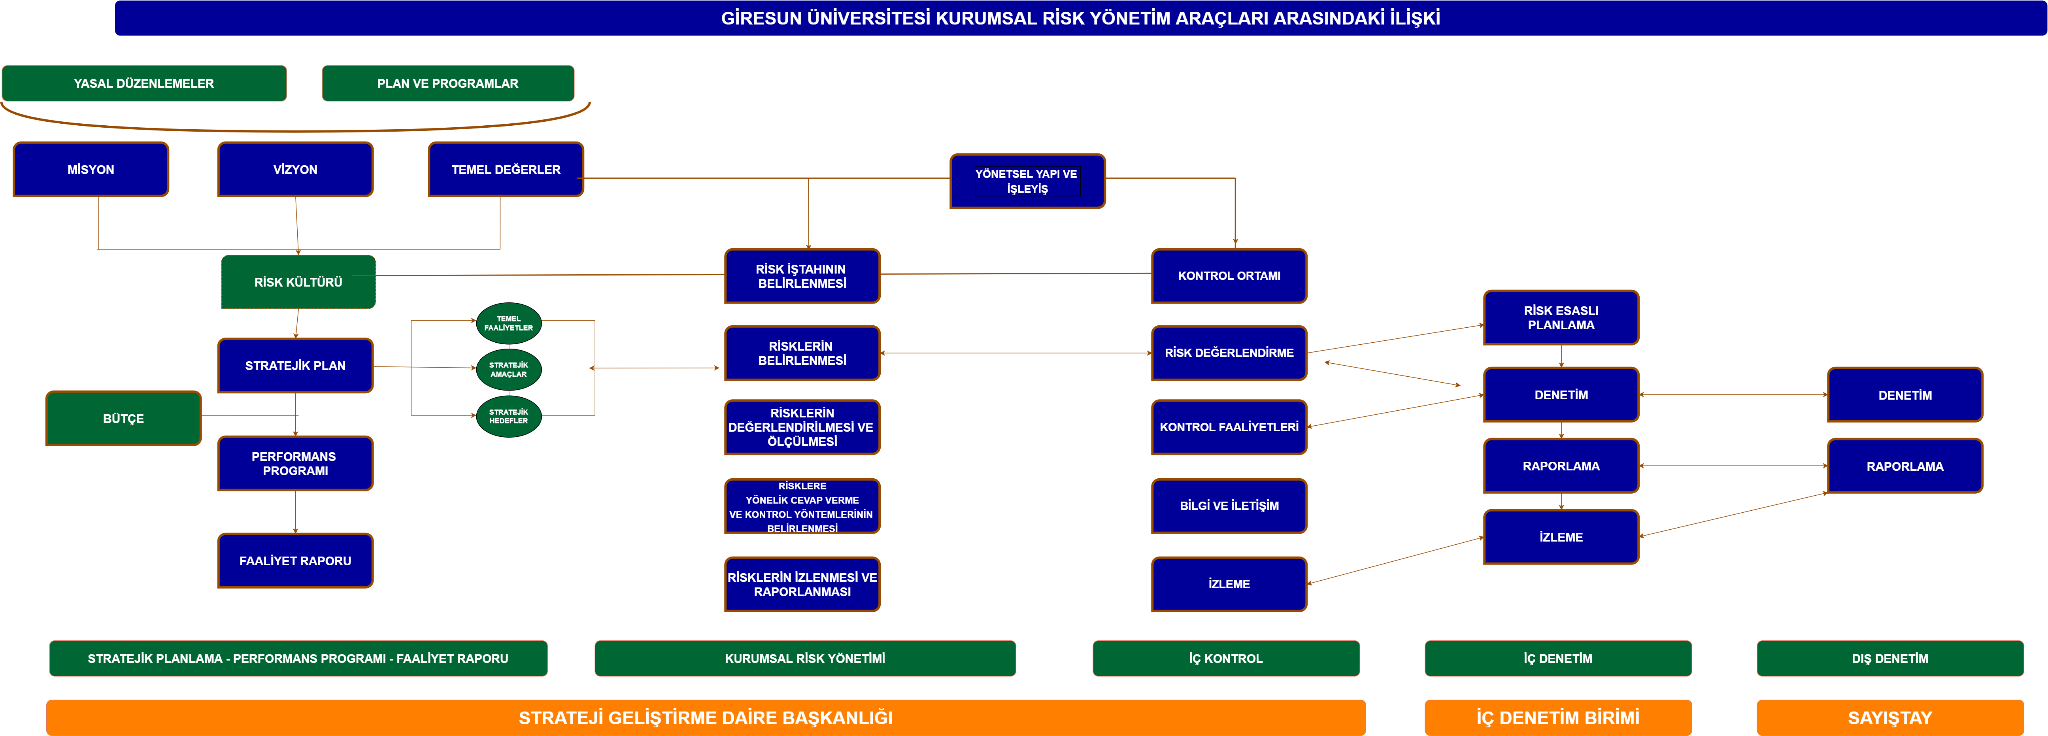 GİRESUN ÜNİVERSİTESİ KURUMSAL RİSK YÖNETİM ARAÇLARI ARASINDAKİ İLİŞKİ
YASAL DÜZENLEMELER
PLAN VE PROGRAMLAR
MİSYON
VİZYON
TEMEL DEĞERLER
YÖNETSEL YAPI VE
İŞLEYİŞ
RİSK KÜLTÜRÜ
RİSK İŞTAHININ
BELİRLENMESİ
KONTROL ORTAMI
STRATEJİK PLAN
TEMEL
FAALİYETLER
STRATEJİK
AMAÇLAR
STRATEJİK
HEDEFLER
RİSKLERİN
BELİRLENMESİ
RİSK DEĞERLENDİRME
RİSK ESASLI
PLANLAMA
BÜTÇE
RİSKLERİN
DEĞERLENDİRİLMESİ VE
ÖLÇÜLMESİ
KONTROL FAALİYETLERİ
DENETİM
DENETİM
PERFORMANS
PROGRAMI
RİSKLERE
YÖNELİK CEVAP VERME
VE KONTROL YÖNTEMLERİNİN
BELİRLENMESİ
BİLGİ VE İLETİŞİM
RAPORLAMA
RAPORLAMA
FAALİYET RAPORU
RİSKLERİN İZLENMESİ VE
RAPORLANMASI
İZLEME
İZLEME
STRATEJİK PLANLAMA - PERFORMANS PROGRAMI - FAALİYET RAPORU
KURUMSAL RİSK YÖNETİMİ
İÇ KONTROL
İÇ DENETİM
DIŞ DENETİM
STRATEJİ GELİŞTİRME DAİRE BAŞKANLIĞI
İÇ DENETİM BİRİMİ
SAYIŞTAY